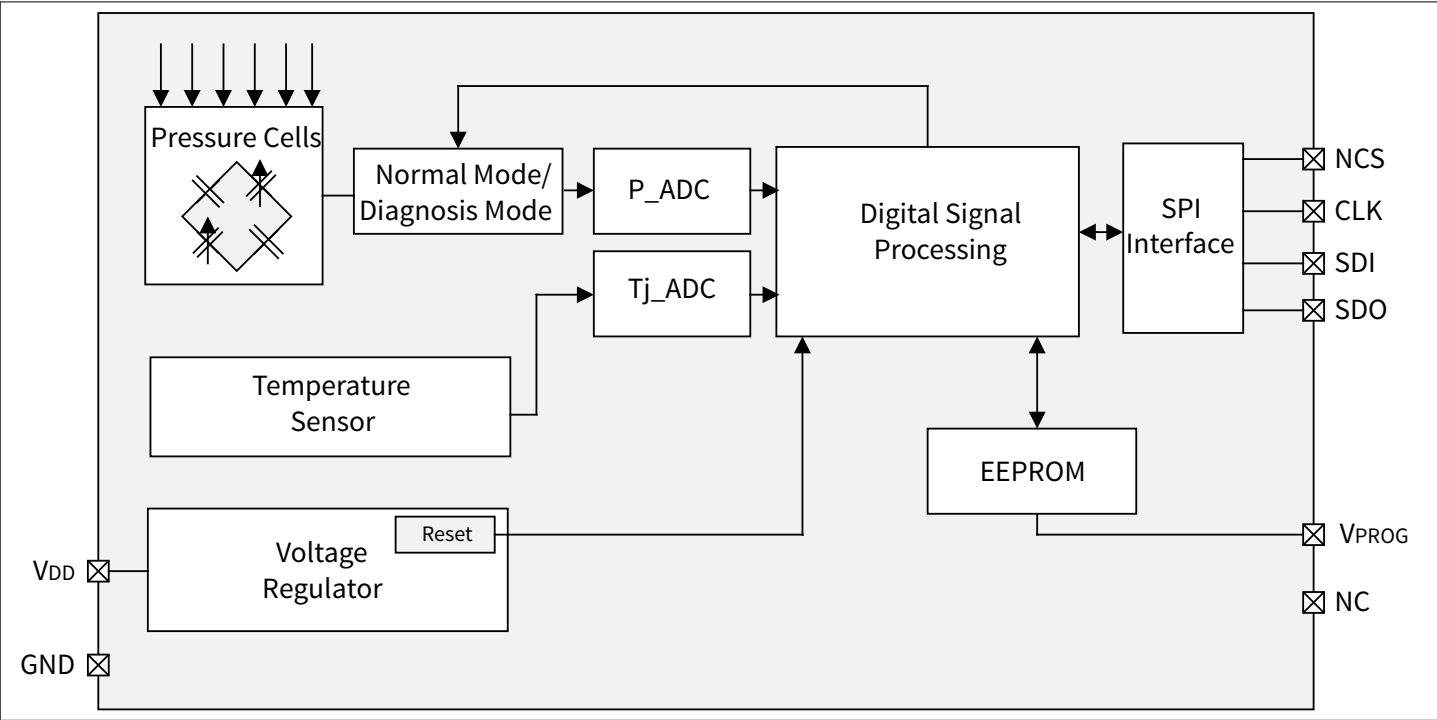 Pressure Cells
Normal Mode/
Diagnosis Mode
P_ADC
Tj_ADC
Digital Signal
Processing
SPI
Interface
NCS
CLK
SDI
SDO
Temperature
Sensor
EEPROM
Reset
Voltage
Regulator
VDD
GND
VPROG
NC